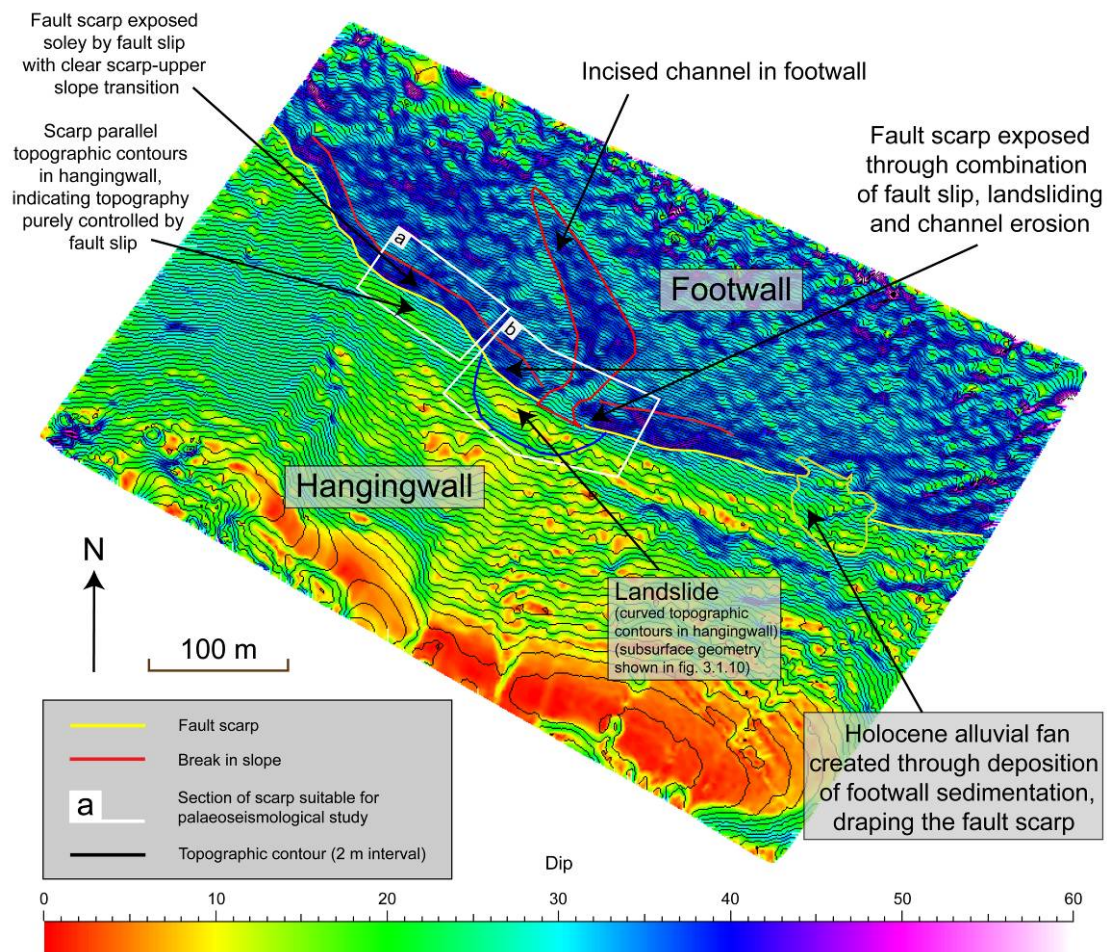 Fault scarp exposed
soley by fault slip
with clear scarp-upper
slope transition
Scarp parallel
topographic contours
in hangingwall,
indicating topography
purely controlled by
fault slip
Incised channel in footwall
Fault scarp exposed
through combination
of fault slip, landsliding
and channel erosion
a
b
Footwall
Hangingwall
N
100 m
Landslide
(curved topographic
contours in hangingwall)
(subsurface geometry
shown in fig. 3.1.10)
Holocene alluvial fan
created through deposition
of footwall sedimentation,
draping the fault scarp
Fault scarp
Break in slope
a
Section of scarp suitable for
palaeoseismological study
Topographic contour (2 m interval)
Dip
0 10 20 30 40 50 60